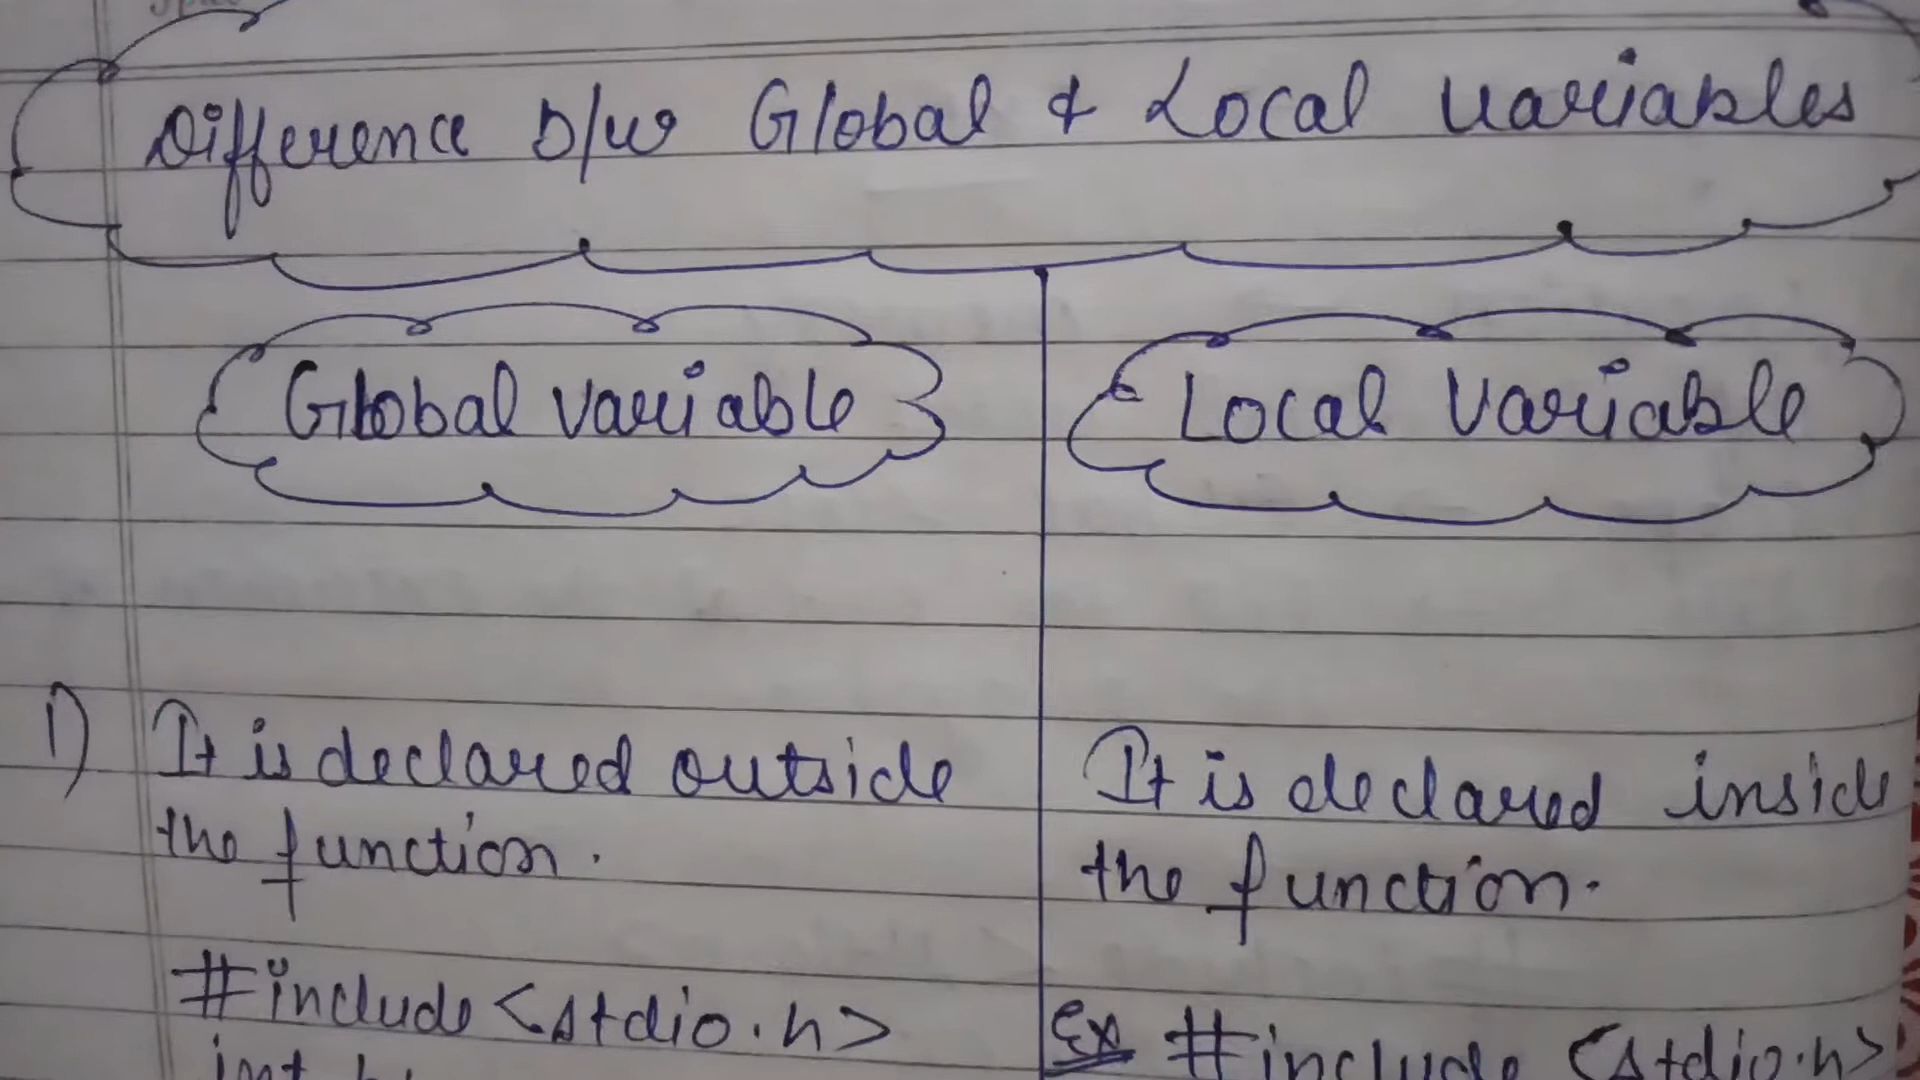 Difference b/w Global & Local variables
Global variable
Local Variable
1) It is declared outside
the function.
#include <stdio.h>
int
It is declared inside
the function.
Ex #include <stdio.h>